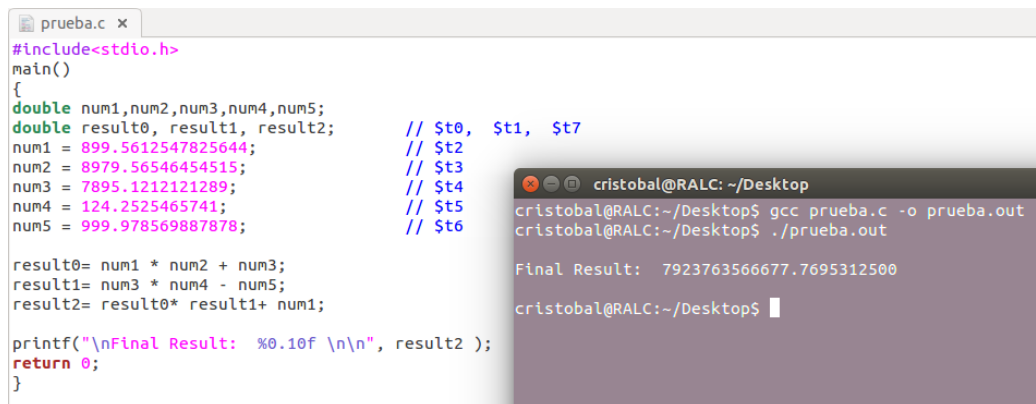 prueba.c ×
#include<stdio.h>
main()
{
double num1,num2,num3,num4,num5;
double result0, result1, result2; // $t0, $t1, $t7
num1 = 899.5612547825644; // $t2
num2 = 8979.56546454515; // $t3
num3 = 7895.1212121289; // $t4
num4 = 124.2525465741; // $t5
num5 = 999.978569887878; // $t6
result0= num1 * num2 + num3;
result1= num3 * num4 - num5;
result2= result0* result1+ num1;
printf("\nFinal Result:  %0.10f \n\n", result2 );
return 0;
}
cristobal@RALC: ~/Desktop
cristobal@RALC:~/Desktop$ gcc prueba.c -o prueba.out
cristobal@RALC:~/Desktop$ ./prueba.out
Final Result:  7923763566677.7695312500
cristobal@RALC:~/Desktop$